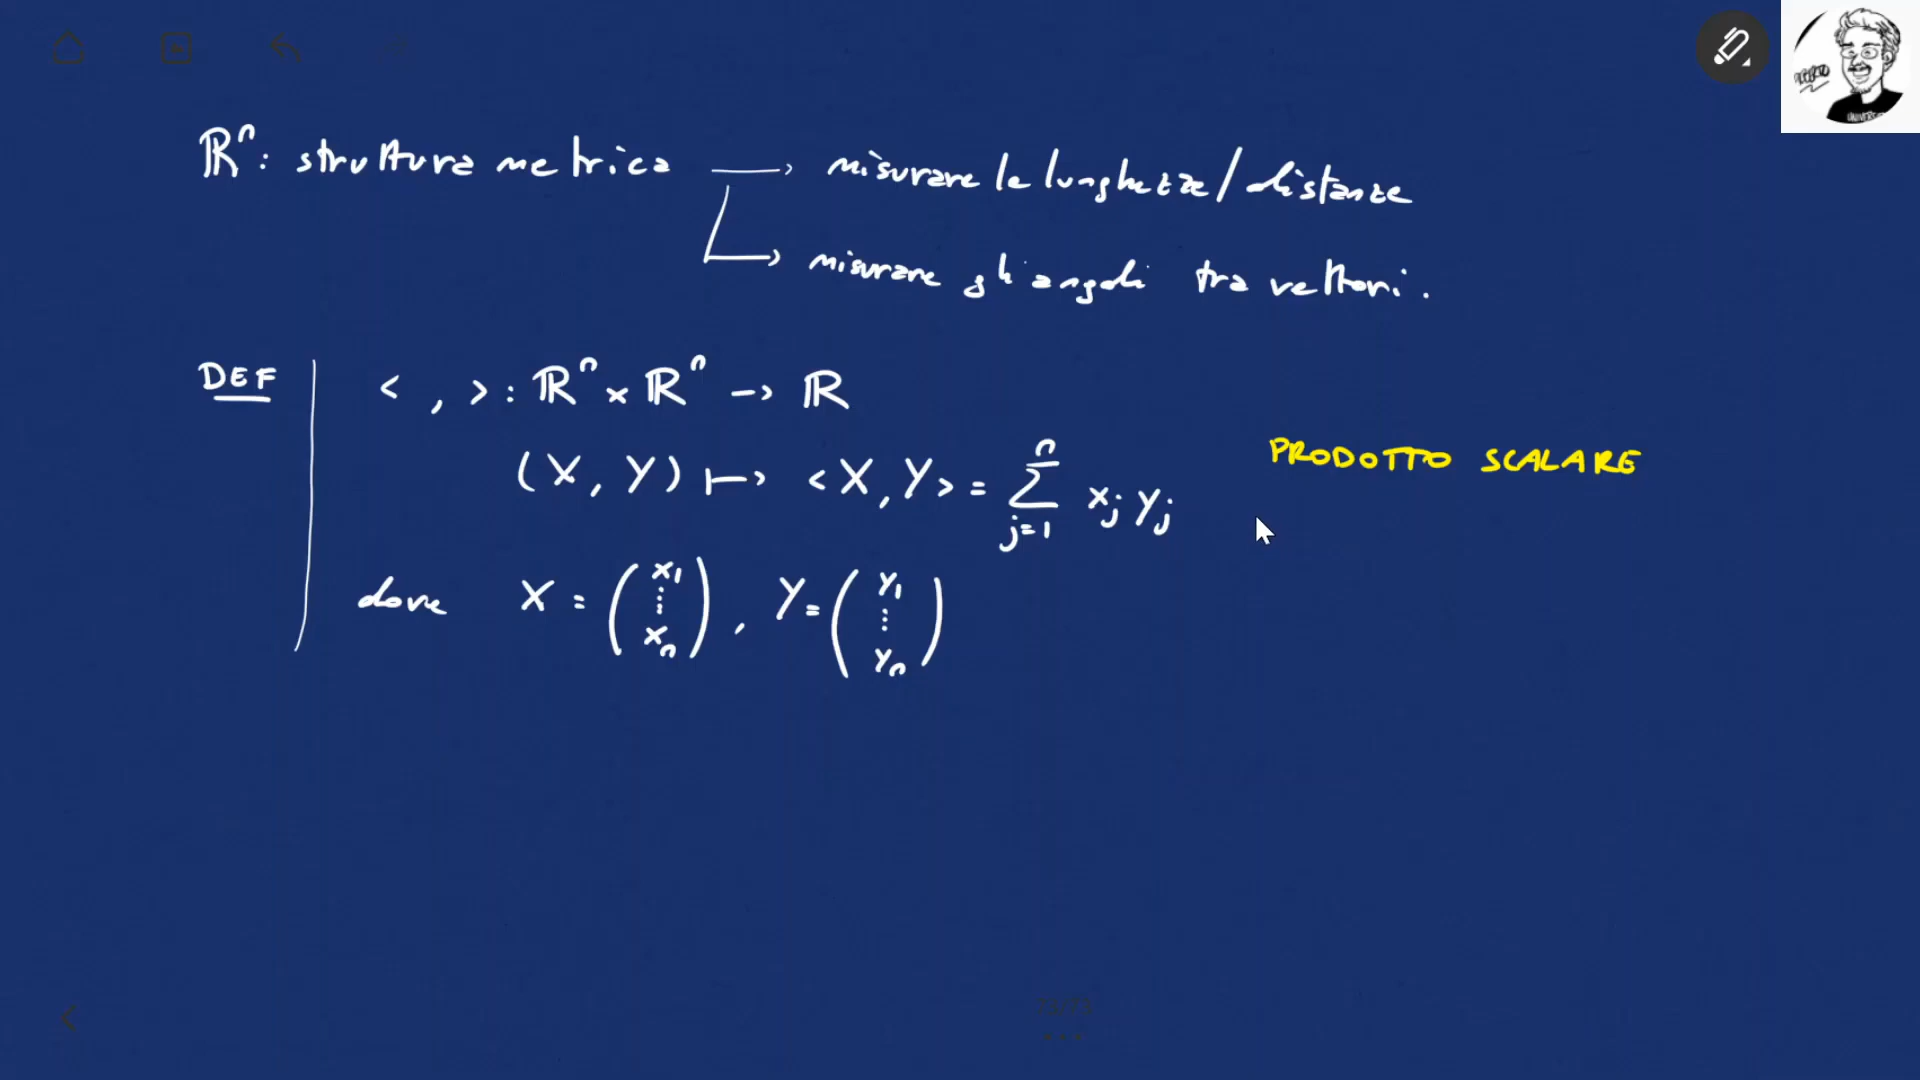 ℝⁿ: struttura metrica → misurare le lunghezze/distanze
→ misurare gli angoli tra vettori.
DEF
< , >: ℝⁿ × ℝⁿ → ℝ
(X, Y) ↦ <X, Y> = ∑_{j=1}^{n} x_j y_j
PRODOTTO SCALARE
dove X = (x₁ ⋮ xₙ), Y = (y₁ ⋮ yₙ)